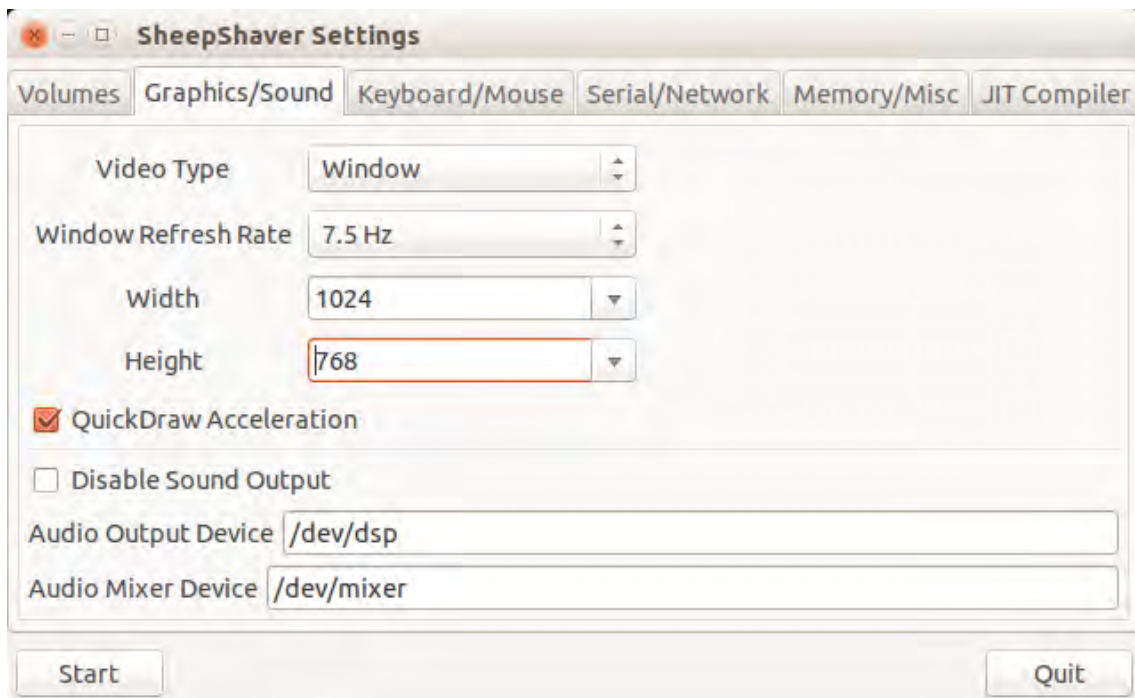 SheepShaver Settings
Volumes Graphics/Sound Keyboard/Mouse Serial/Network Memory/Misc JIT Compiler
Video Type Window
Window Refresh Rate 7.5 Hz
Width 1024
Height 768
QuickDraw Acceleration
Disable Sound Output
Audio Output Device /dev/dsp
Audio Mixer Device /dev/mixer
Start Quit